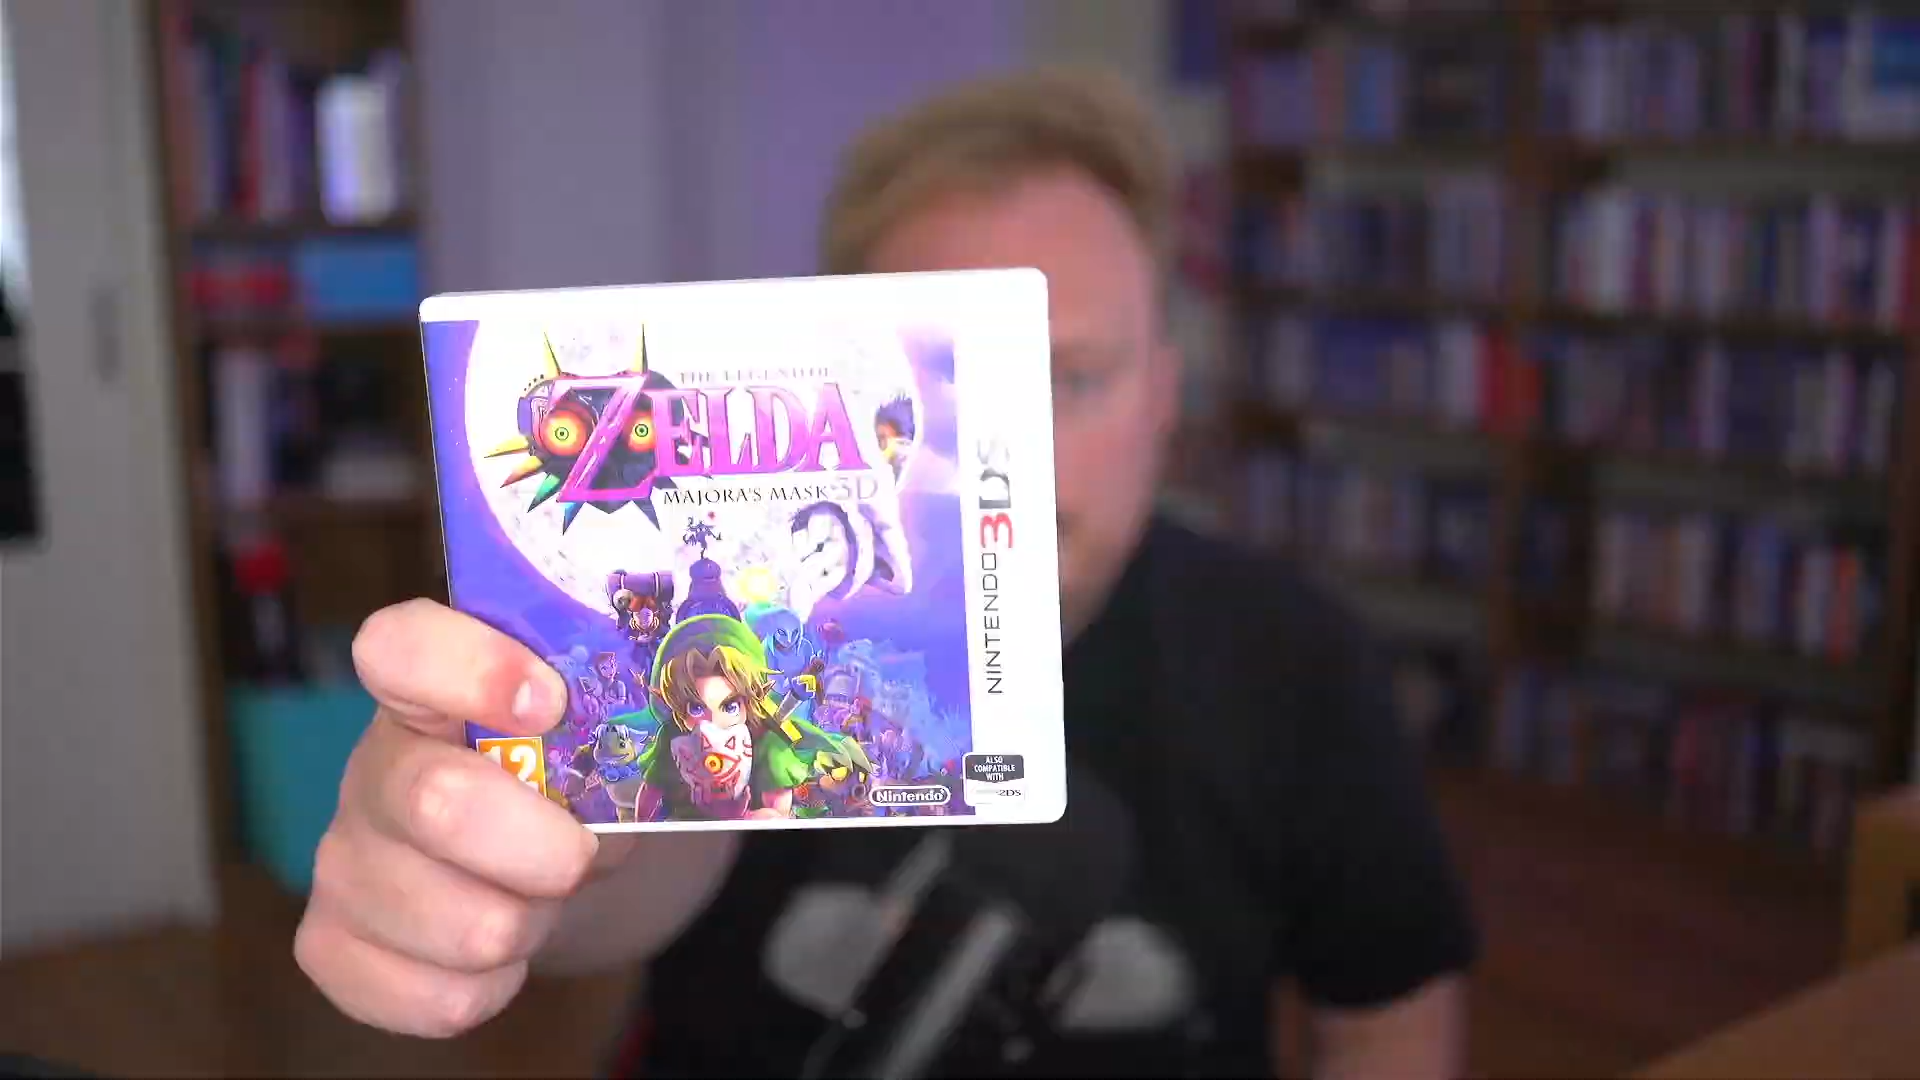 THE LEGEND OF
ZELDA
MAJORA'S MASK 3D
NINTENDO 3DS
12
Nintendo
ALSO
COMPATIBLE
WITH
2DS